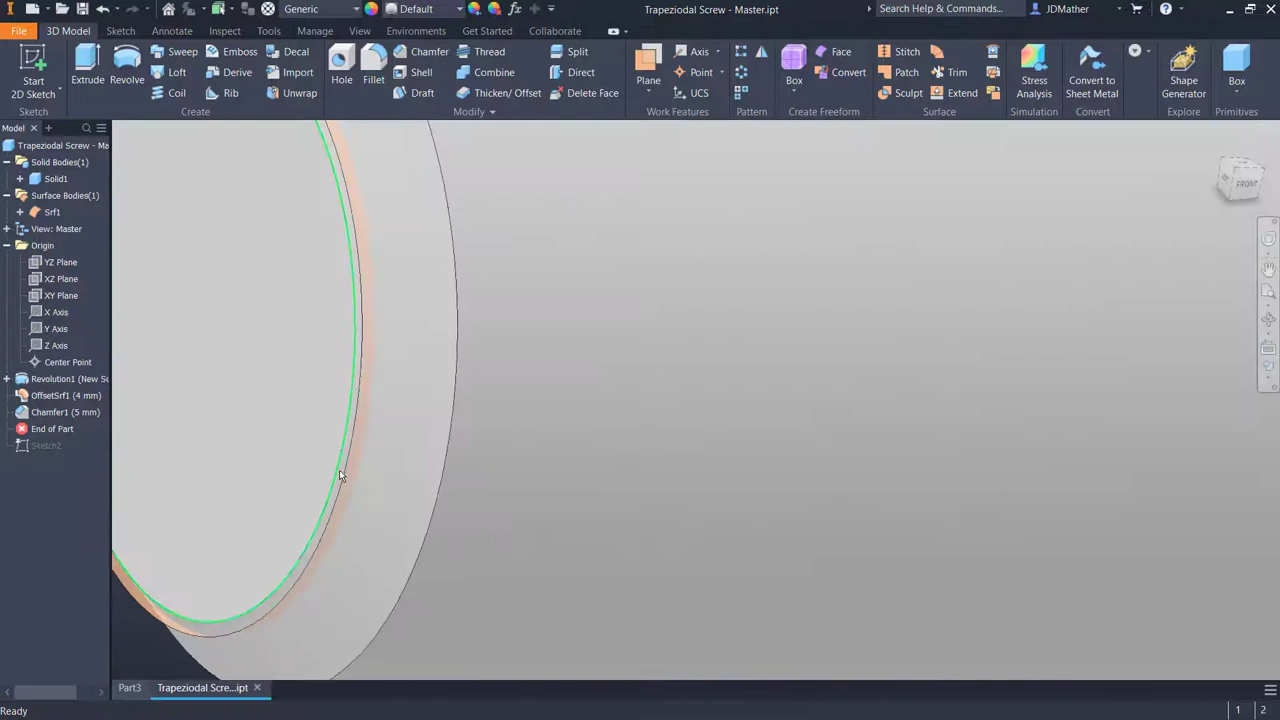 Generic
Default
Trapeziodal Screw - Master.ipt
Search Help & Commands...
JDMather
File
3D Model
Sketch
Annotate
Inspect
Tools
Manage
View
Environments
Get Started
Collaborate
Start
2D Sketch
Extrude
Revolve
Sweep
Loft
Coil
Emboss
Derive
Rib
Decal
Import
Unwrap
Hole
Fillet
Chamfer
Shell
Draft
Thread
Combine
Thicken/ Offset
Split
Direct
Delete Face
Plane
Axis
Point
UCS
Box
Face
Convert
Stitch
Patch
Sculpt
Trim
Extend
Stress
Analysis
Convert to
Sheet Metal
Shape
Generator
Box
Sketch
Create
Modify
Work Features
Pattern
Create Freeform
Surface
Simulation
Convert
Explore
Primitives
Model
Trapeziodal Screw - Ma
Solid Bodies(1)
Solid1
Surface Bodies(1)
Srf1
View: Master
Origin
YZ Plane
XZ Plane
XY Plane
X Axis
Y Axis
Z Axis
Center Point
Revolution1 (New So
OffsetSrf1 (4 mm)
Chamfer1 (5 mm)
End of Part
Sketch2
FRONT
Part3
Trapeziodal Scre...ipt
Ready
1
2